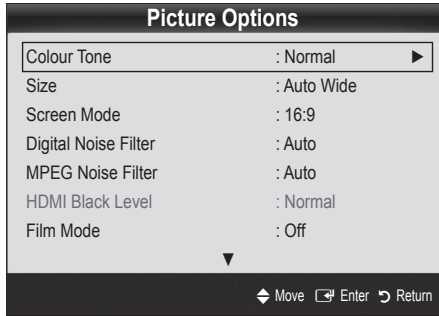 Picture Options
Colour Tone : Normal ►
Size : Auto Wide
Screen Mode : 16:9
Digital Noise Filter : Auto
MPEG Noise Filter : Auto
HDMI Black Level : Normal
Film Mode : Off
▼
Move Enter Return